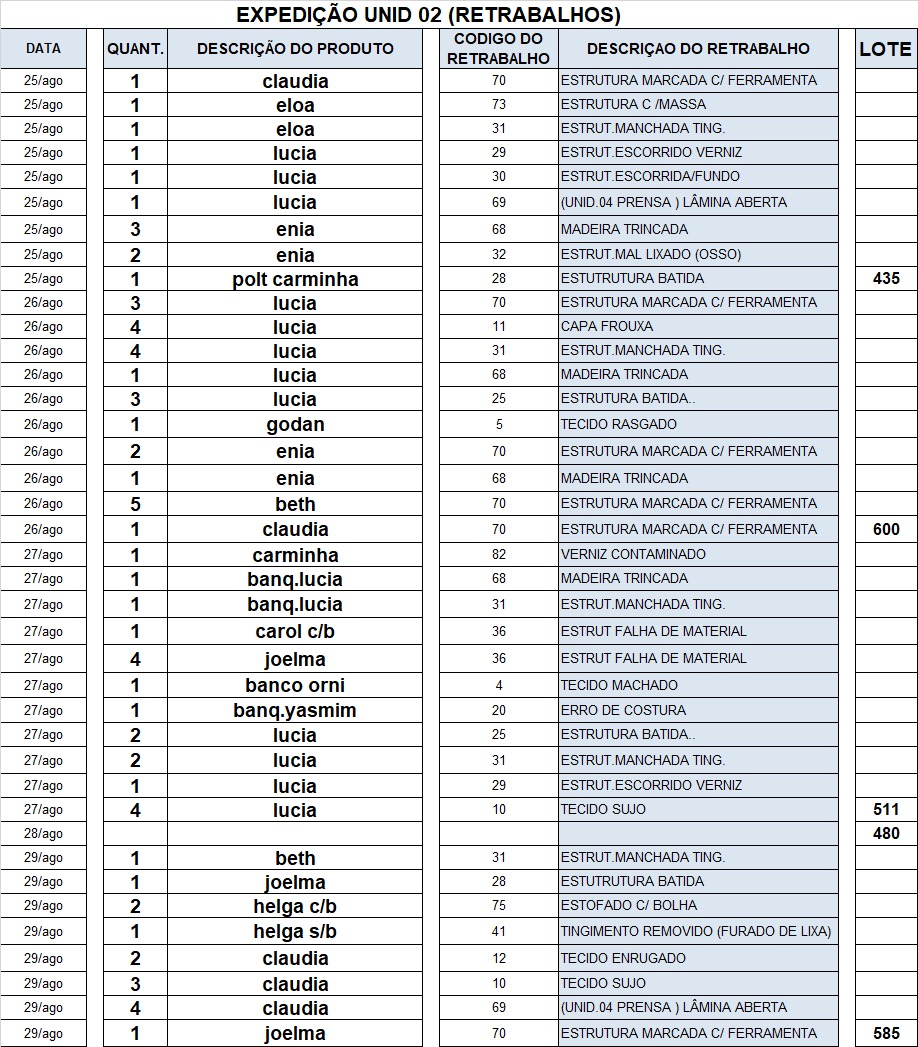 EXPEDIÇÃO UNID 02 (RETRABALHOS)
DATA QUANT. DESCRIÇÃO DO PRODUTO CODIGO DO RETRABALHO DESCRIÇAO DO RETRABALHO LOTE
25/ago 1 claudia 70 ESTRUTURA MARCADA C/ FERRAMENTA
25/ago 1 eloa 73 ESTRUTURA C /MASSA
25/ago 1 eloa 31 ESTRUT.MANCHADA TING.
25/ago 1 lucia 29 ESTRUT.ESCORRIDO VERNIZ
25/ago 1 lucia 30 ESTRUT.ESCORRIDA/FUNDO
25/ago 1 lucia 69 (UNID.04 PRENSA ) LÂMINA ABERTA
25/ago 3 enia 68 MADEIRA TRINCADA
25/ago 2 enia 32 ESTRUT.MAL LIXADO (OSSO)
25/ago 1 polt carminha 28 ESTUTRUTURA BATIDA 435
26/ago 3 lucia 70 ESTRUTURA MARCADA C/ FERRAMENTA
26/ago 4 lucia 11 CAPA FROUXA
26/ago 4 lucia 31 ESTRUT.MANCHADA TING.
26/ago 1 lucia 68 MADEIRA TRINCADA
26/ago 3 lucia 25 ESTRUTURA BATIDA..
26/ago 1 godan 5 TECIDO RASGADO
26/ago 2 enia 70 ESTRUTURA MARCADA C/ FERRAMENTA
26/ago 1 enia 68 MADEIRA TRINCADA
26/ago 5 beth 70 ESTRUTURA MARCADA C/ FERRAMENTA
26/ago 1 claudia 70 ESTRUTURA MARCADA C/ FERRAMENTA 600
27/ago 1 carminha 82 VERNIZ CONTAMINADO
27/ago 1 banq.lucia 68 MADEIRA TRINCADA
27/ago 1 banq.lucia 31 ESTRUT.MANCHADA TING.
27/ago 1 carol c/b 36 ESTRUT FALHA DE MATERIAL
27/ago 4 joelma 36 ESTRUT FALHA DE MATERIAL
27/ago 1 banco orni 4 TECIDO MACHADO
27/ago 1 banq.yasmim 20 ERRO DE COSTURA
27/ago 2 lucia 25 ESTRUTURA BATIDA..
27/ago 2 lucia 31 ESTRUT.MANCHADA TING.
27/ago 1 lucia 29 ESTRUT.ESCORRIDO VERNIZ
27/ago 4 lucia 10 TECIDO SUJO 511
28/ago 480
29/ago 1 beth 31 ESTRUT.MANCHADA TING.
29/ago 1 joelma 28 ESTUTRUTURA BATIDA
29/ago 2 helga c/b 75 ESTOFADO C/ BOLHA
29/ago 1 helga s/b 41 TINGIMENTO REMOVIDO (FURADO DE LIXA)
29/ago 2 claudia 12 TECIDO ENRUGADO
29/ago 3 claudia 10 TECIDO SUJO
29/ago 4 claudia 69 (UNID.04 PRENSA ) LÂMINA ABERTA
29/ago 1 joelma 70 ESTRUTURA MARCADA C/ FERRAMENTA 585